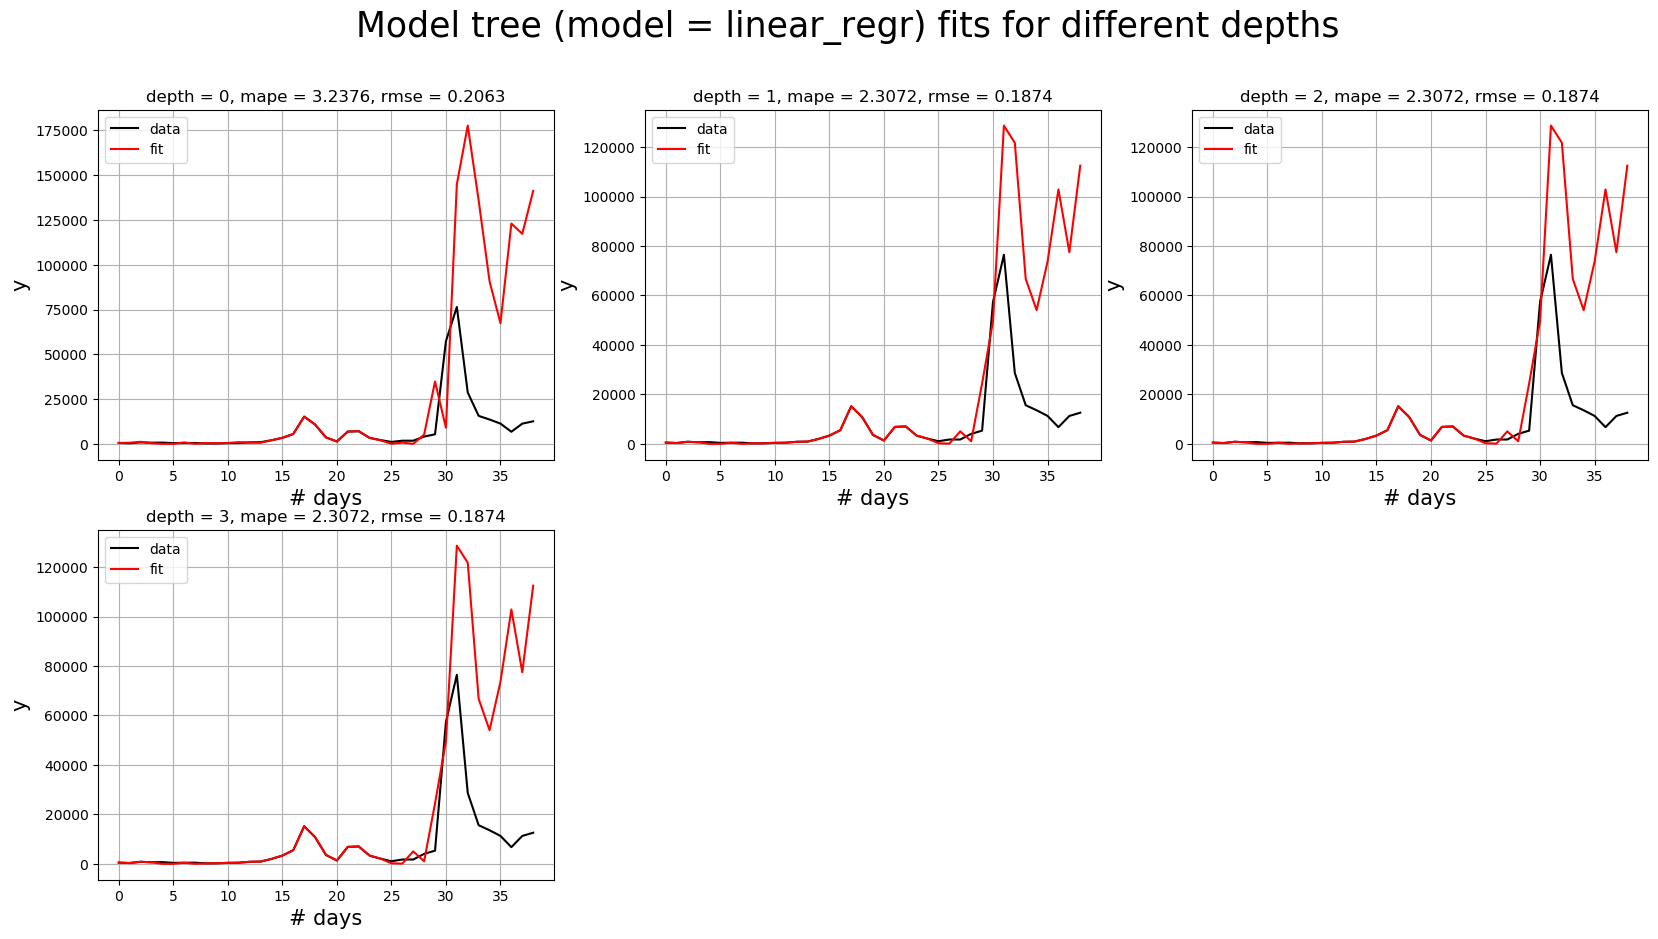 Model tree (model = linear_regr) fits for different depths
depth = 0, mape = 3.2376, rmse = 0.2063
data
fit
175000
150000
125000
100000
75000
50000
25000
0
y
0 5 10 15 20 25 30 35
# days
depth = 1, mape = 2.3072, rmse = 0.1874
data
fit
120000
100000
80000
60000
40000
20000
0
y
0 5 10 15 20 25 30 35
# days
depth = 2, mape = 2.3072, rmse = 0.1874
data
fit
120000
100000
80000
60000
40000
20000
0
y
0 5 10 15 20 25 30 35
# days
depth = 3, mape = 2.3072, rmse = 0.1874
data
fit
120000
100000
80000
60000
40000
20000
0
y
0 5 10 15 20 25 30 35
# days